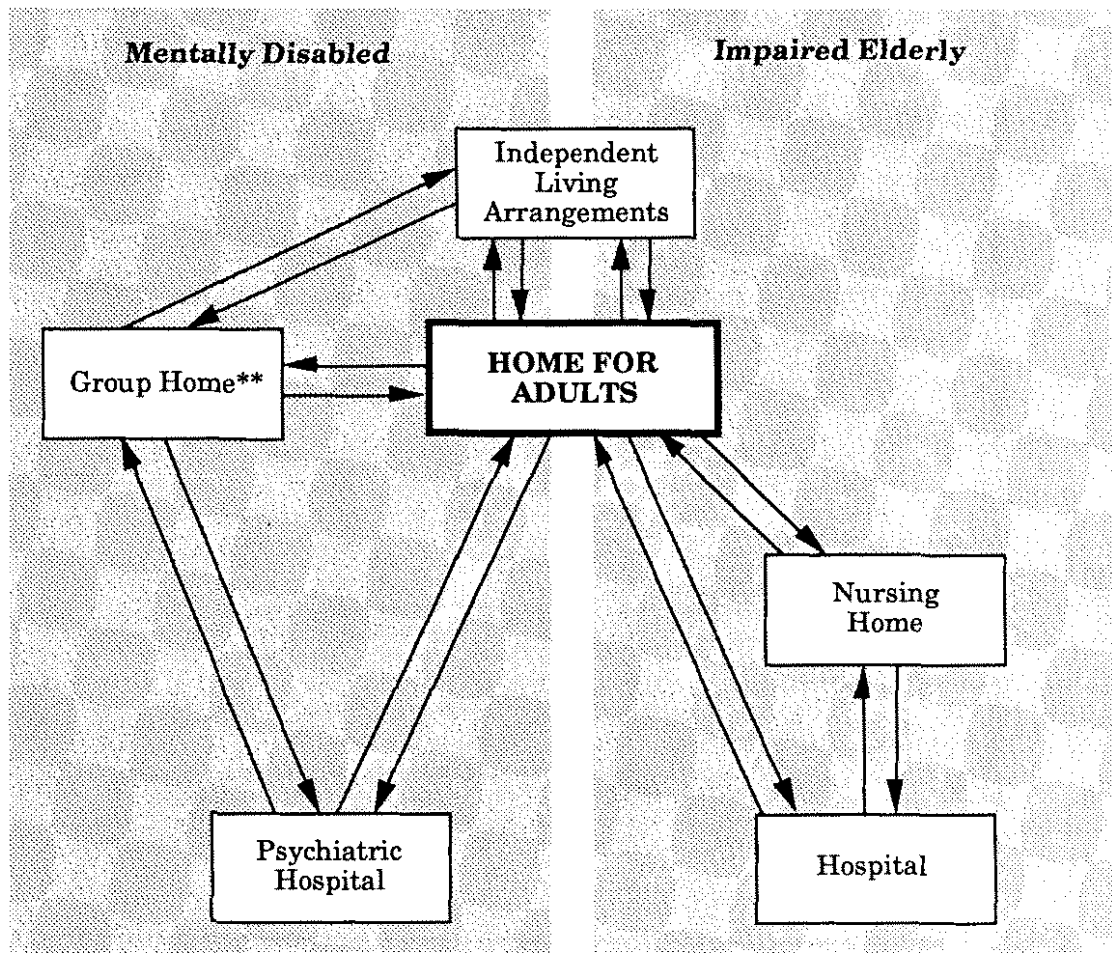 Mentally Disabled
Impaired Elderly
Independent
Living
Arrangements
Group Home**
HOME FOR
ADULTS
Nursing
Home
Psychiatric
Hospital
Hospital